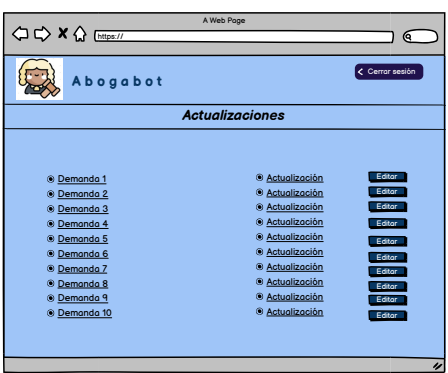 A Web Page
https://
Abogabot
Cerrar sesión
Actualizaciones
Demanda 1 Actualización Editar
Demanda 2 Actualización Editar
Demanda 3 Actualización Editar
Demanda 4 Actualización Editar
Demanda 5 Actualización Editar
Demanda 6 Actualización Editar
Demanda 7 Actualización Editar
Demanda 8 Actualización Editar
Demanda 9 Actualización Editar
Demanda 10 Actualización Editar